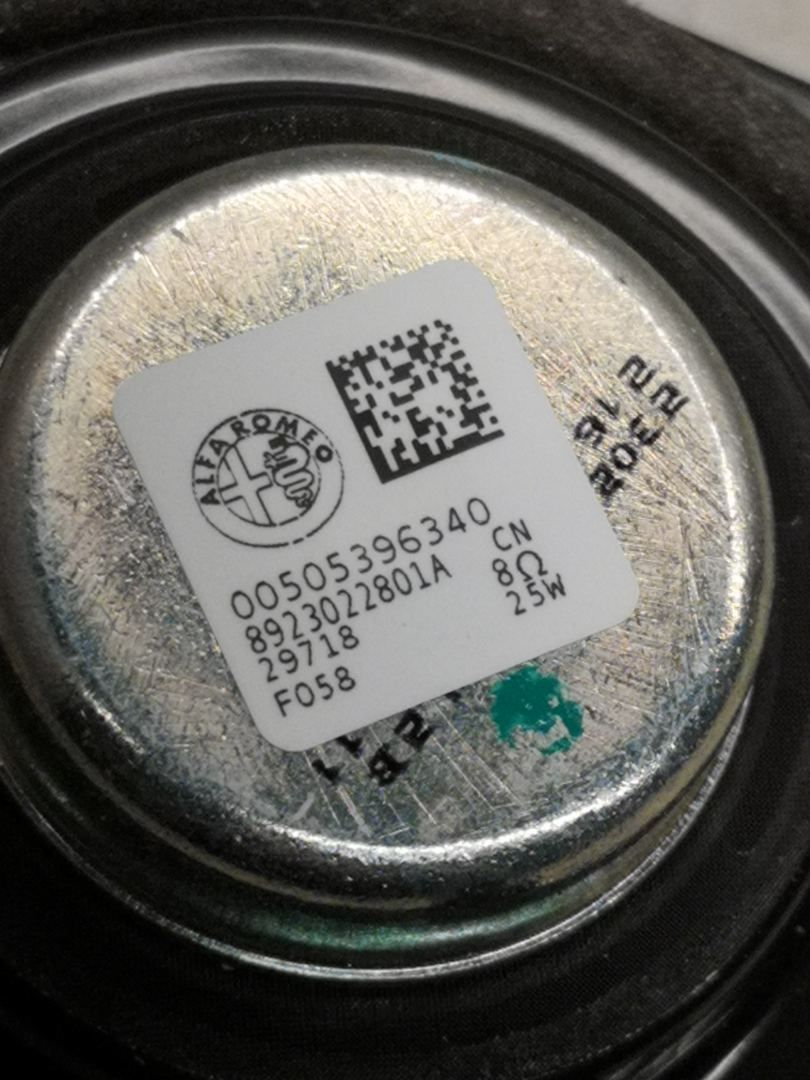 ALFA ROMEO
00505396340
8923022801A
29718
F058
CN
8Ω
25W